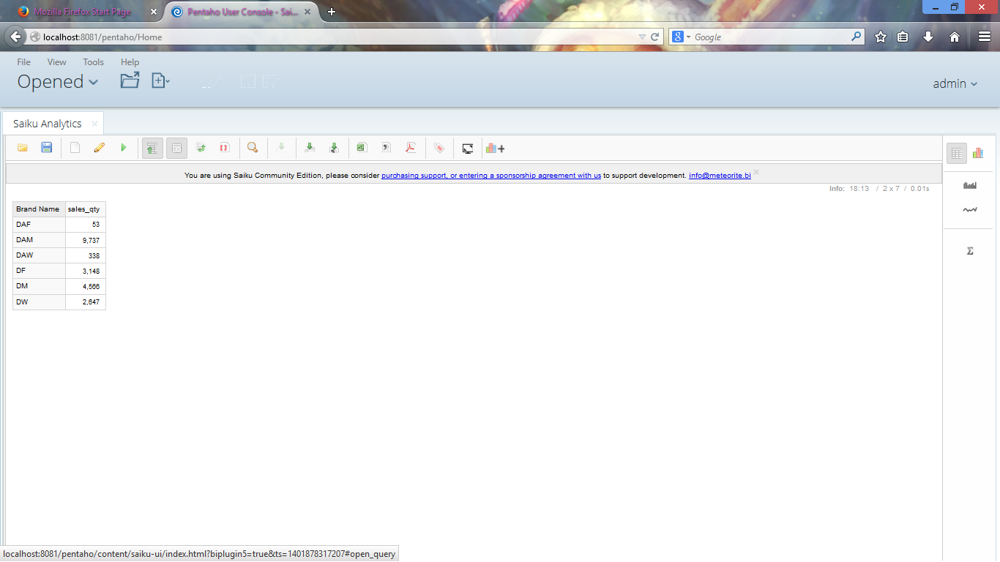 Mozilla Firefox Start Page
Pentaho User Console - Sai...
localhost:8081/pentaho/Home
Google
File View Tools Help
Opened
admin
Saiku Analytics
You are using Saiku Community Edition, please consider purchasing support, or entering a sponsorship agreement with us to support development. info@meteorite.bi
Info: 18:13 / 2 x 7 / 0.01s
Brand Name sales_qty
DAF 53
DAM 9,737
DAW 338
DF 3,148
DM 4,566
DW 2,647
localhost:8081/pentaho/content/saiku-ui/index.html?biplugin5=true&ts=1401878317207#open_query